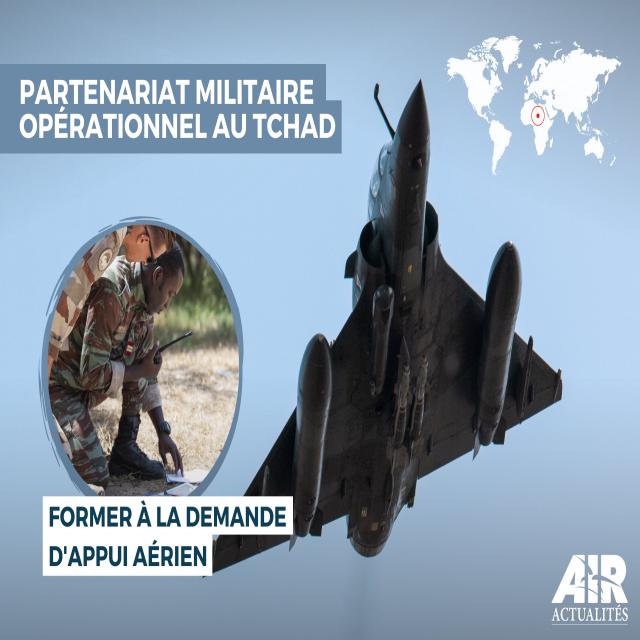 PARTENARIAT MILITAIRE
OPÉRATIONNEL AU TCHAD
FORMER À LA DEMANDE
D'APPUI AÉRIEN
AIR
ACTUALITÉS